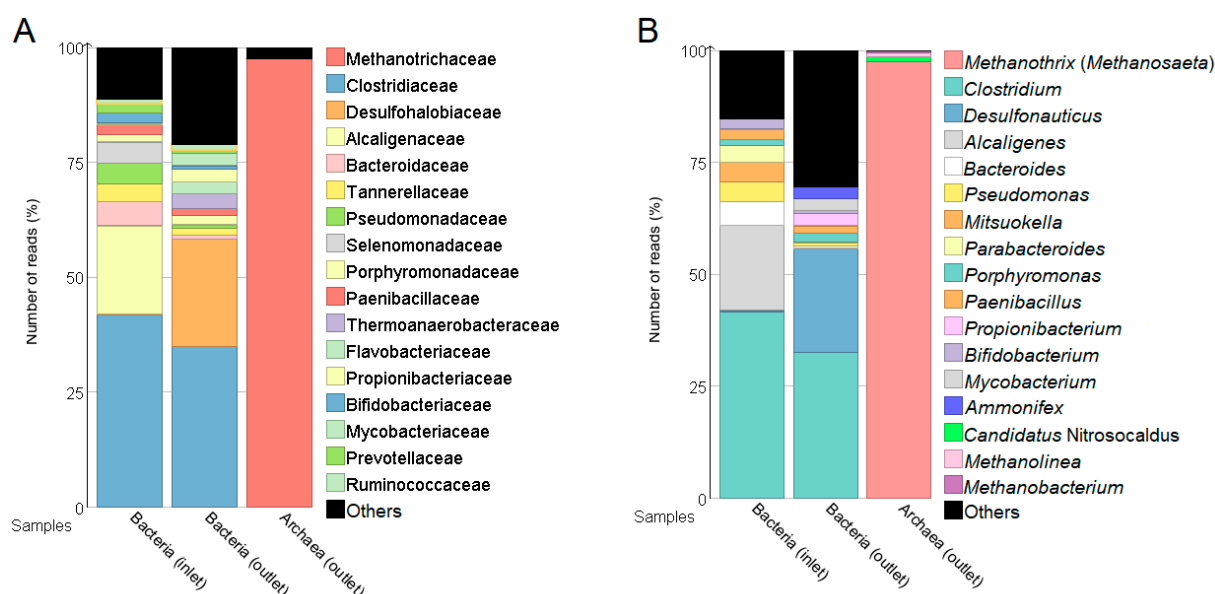 A
Number of reads (%)
100
75
50
25
0
Samples
Bacteria (inlet)
Bacteria (outlet)
Archaea (outlet)
Methanotrichaceae
Clostridiaceae
Desulfohalobiaceae
Alcaligenaceae
Bacteroidaceae
Tannerellaceae
Pseudomonadaceae
Selenomonadaceae
Porphyromonadaceae
Paenibacillaceae
Thermoanaerobacteraceae
Flavobacteriaceae
Propionibacteriaceae
Bifidobacteriaceae
Mycobacteriaceae
Prevotellaceae
Ruminococcaceae
Others
B
Number of reads (%)
100
75
50
25
0
Samples
Bacteria (inlet)
Bacteria (outlet)
Archaea (outlet)
Methanothrix (Methanosaeta)
Clostridium
Desulfonauticus
Alcaligenes
Bacteroides
Pseudomonas
Mitsuokella
Parabacteroides
Porphyromonas
Paenibacillus
Propionibacterium
Bifidobacterium
Mycobacterium
Ammonifex
Candidatus Nitrosocaldus
Methanolinea
Methanobacterium
Others